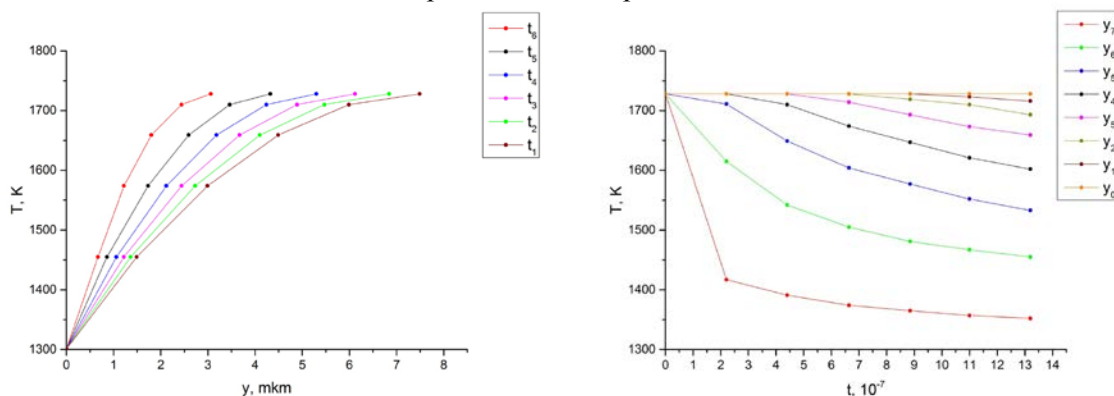 1800
1700
1600
1500
1400
1300
T, K
0 1 2 3 4 5 6 7 8
y, mkm
t₆
t₅
t₄
t₃
t₂
t₁
1800
1700
1600
1500
1400
1300
T, K
0 1 2 3 4 5 6 7 8 9 10 11 12 13 14
t, 10⁻⁷
y₇
y₆
y₅
y₄
y
y₂
y₁
y₀